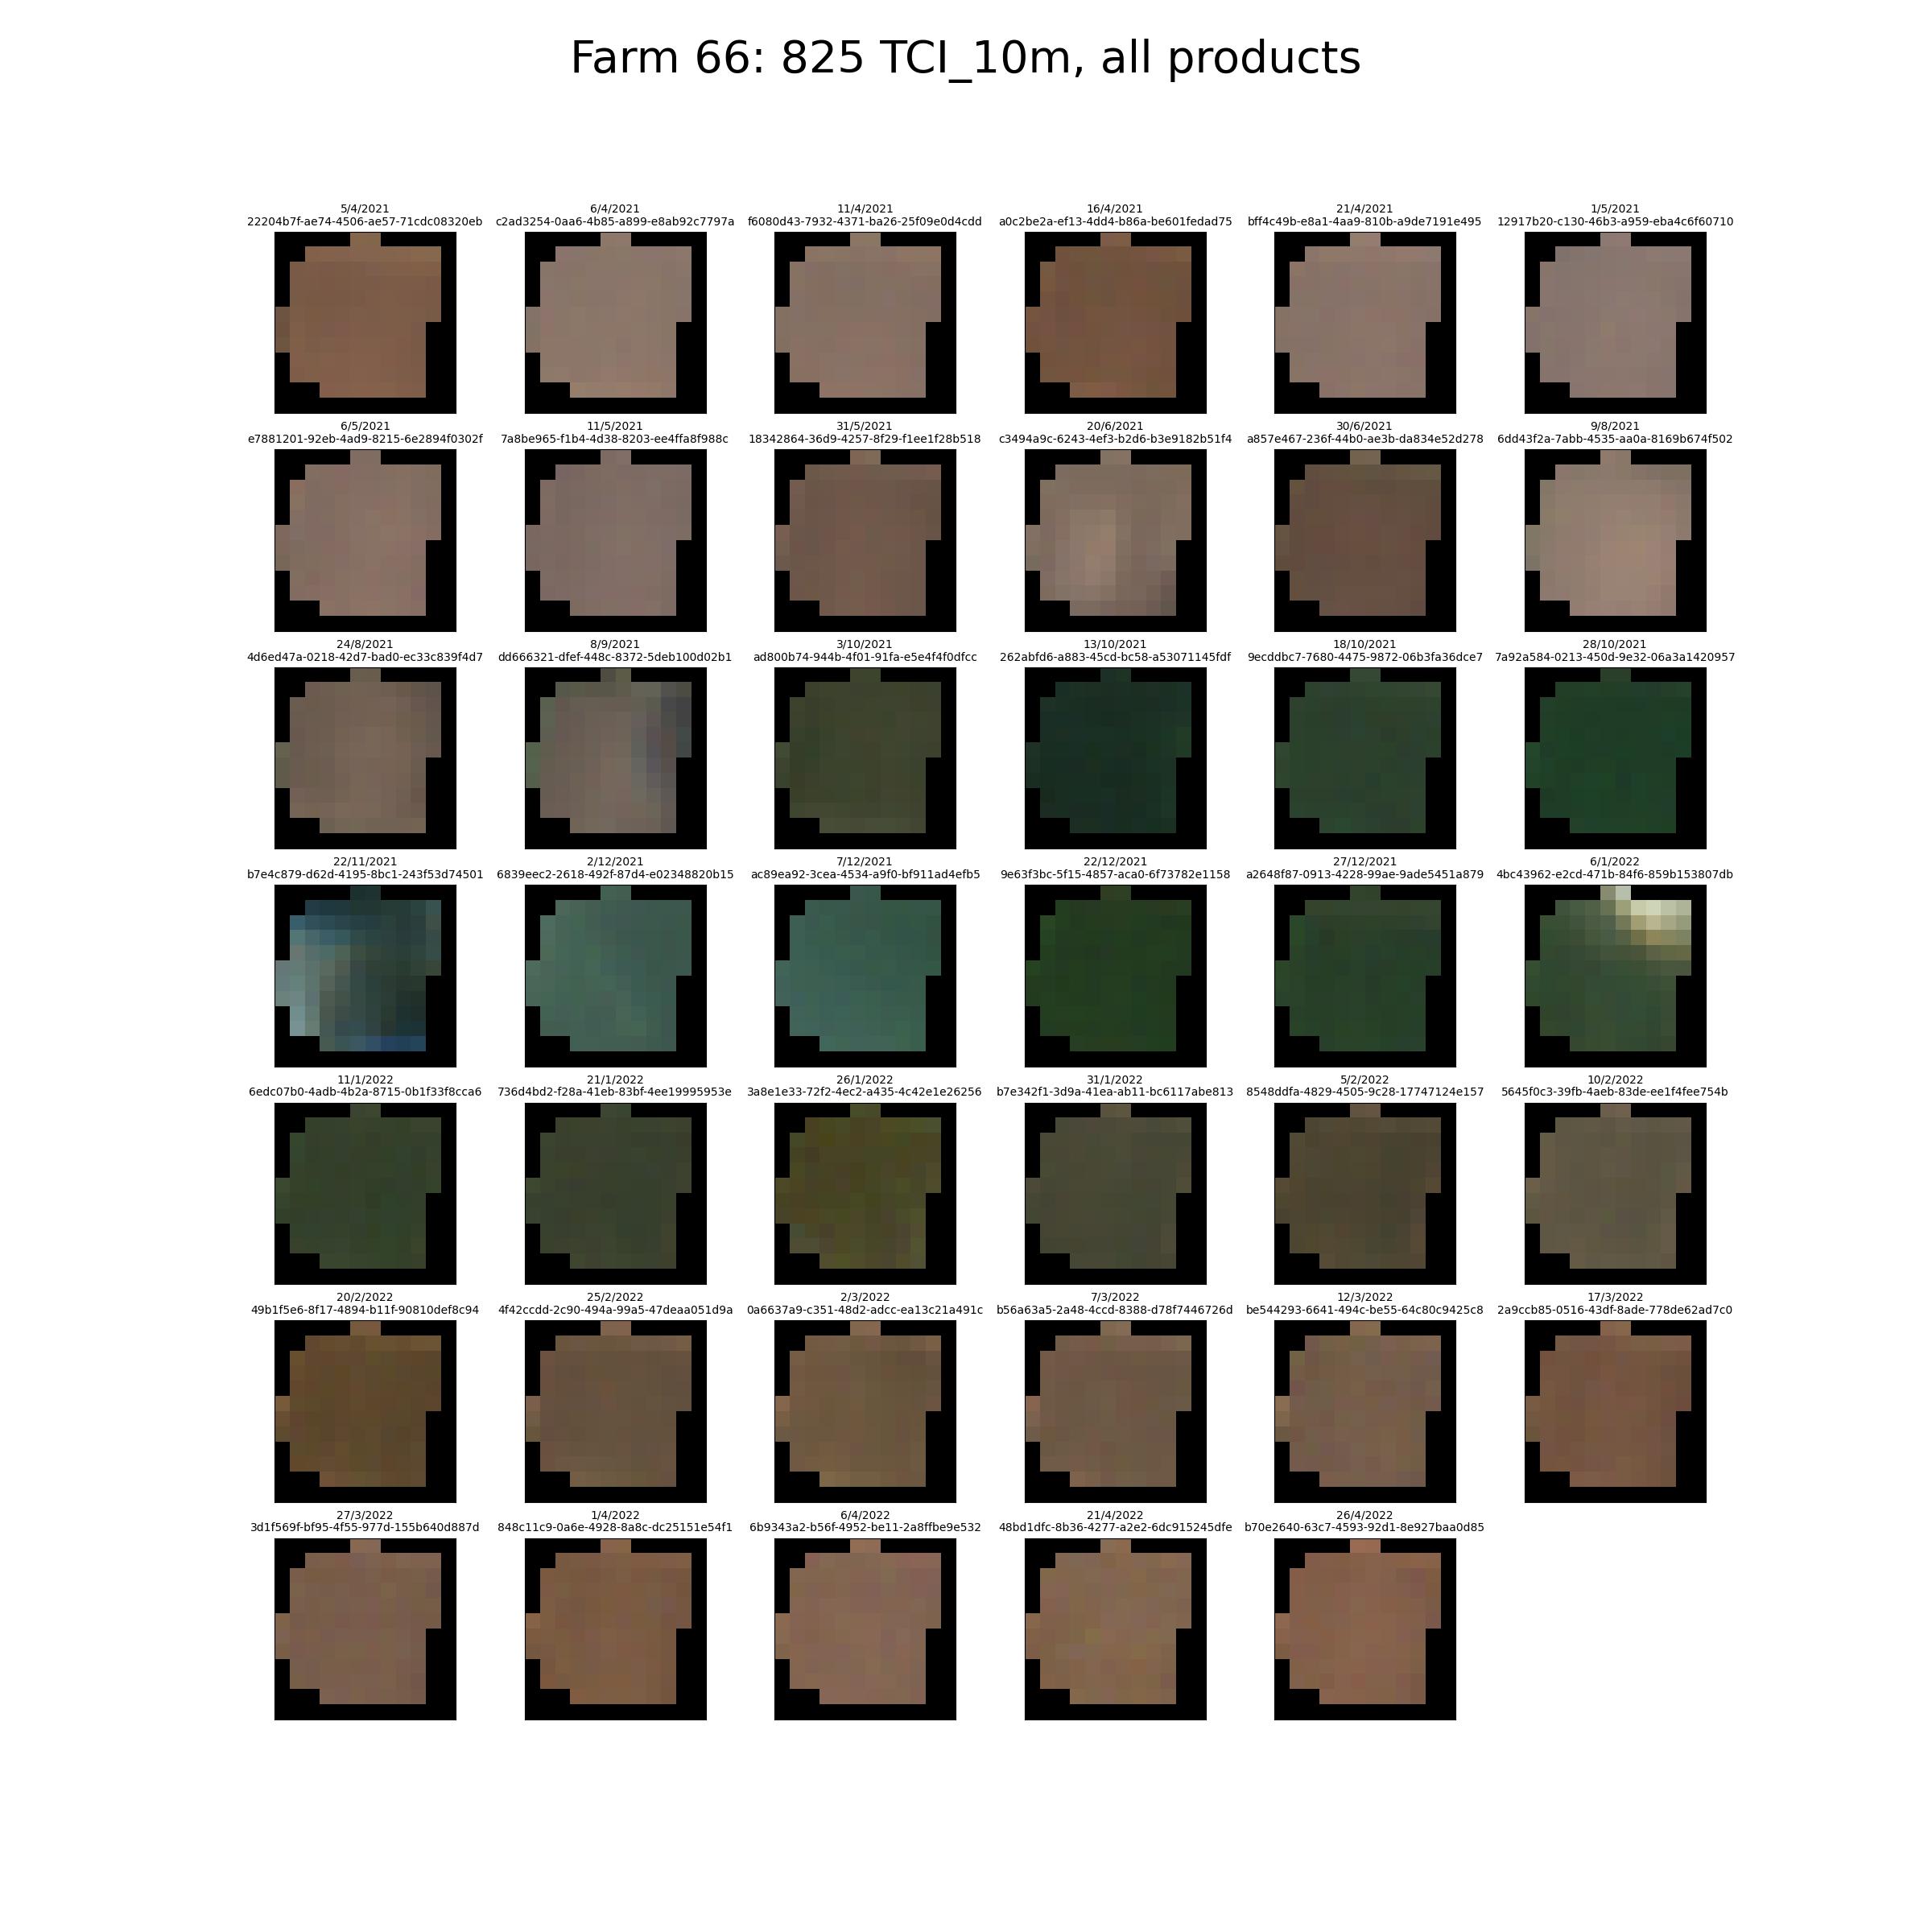 Farm 66: 825 TCI_10m, all products
5/4/2021 6/4/2021 11/4/2021 16/4/2021 21/4/2021 1/5/2021
22204b7f-ae74-4506-ae57-71cdc08320eb c2ad3254-0aa6-4b85-a899-e8ab92c7797a f6080d43-7932-4371-ba26-25f09e0d4cdd a0c2be2a-ef13-4dd4-b86a-be601fedad75 bff4c49b-e8a1-4aa9-810b-a9de7191e495 12917b20-c130-46b3-a959-eba4c6f60710
6/5/2021 11/5/2021 31/5/2021 20/6/2021 30/6/2021 9/8/2021
e7881201-92eb-4ad9-8215-6e2894f0302f 7a8be965-f1b4-4d38-8203-ee4ffa8f988c 18342864-36d9-4257-8f29-f1ee1f28b518 c3494a9c-6243-4ef3-b2d6-b3e9182b51f4 a857e467-236f-44b0-ae3b-da834e52d278 6dd43f2a-7abb-4535-aa0a-8169b674f502
24/8/2021 8/9/2021 3/10/2021 13/10/2021 18/10/2021 28/10/2021
4d6ed47a-0218-42d7-bad0-ec33c839f4d7 dd666321-dfef-448c-8372-5deb100d02b1 ad800b74-944b-4f01-91fa-e5e4f4f0dfcc 262abfd6-a883-45cd-bc58-a53071145fdf 9ecddbc7-7680-4475-9872-06b3fa36dce7 7a92a584-0213-450d-9e32-06a3a1420957
22/11/2021 2/12/2021 7/12/2021 22/12/2021 27/12/2021 6/1/2022
b7e4c879-d62d-4195-8bc1-243f53d74501 6839eec2-2618-492f-87d4-e02348820b15 ac89ea92-3cea-4534-a9f0-bf911ad4efb5 9e63f3bc-5f15-4857-aca0-6f73782e1158 a2648f87-0913-4228-99ae-9ade5451a879 4bc43962-e2cd-471b-84f6-859b153807db
11/1/2022 21/1/2022 26/1/2022 31/1/2022 5/2/2022 10/2/2022
6edc07b0-4adb-4b2a-8715-0b1f33f8cca6 736d4bd2-f28a-41eb-83bf-4ee19995953e 3a8e1e33-72f2-4ec2-a435-4c42e1e26256 b7e342f1-3d9a-41ea-ab11-bc6117abe813 8548ddfa-4829-4505-9c28-17747124e157 5645f0c3-39fb-4aeb-83de-ee1f4fee754b
20/2/2022 25/2/2022 2/3/2022 7/3/2022 12/3/2022 17/3/2022
49b1f5e6-8f17-4894-b11f-90810def8c94 4f42ccdd-2c90-494a-99a5-47deaa051d9a 0a6637a9-c351-48d2-adcc-ea13c21a491c b56a63a5-2a48-4ccd-8388-d78f7446726d be544293-6641-494c-be55-64c80c9425c8 2a9ccb85-0516-43df-8ade-778de62ad7c0
27/3/2022 1/4/2022 6/4/2022 21/4/2022 26/4/2022
3d1f569f-bf95-4f55-977d-155b640d887d 848c11c9-0a6e-4928-8a8c-dc25151e54f1 6b9343a2-b56f-4952-be11-2a8ffbe9e532 48bd1dfc-8b36-4277-a2e2-6dc915245dfe b70e2640-63c7-4593-92d1-8e927baa0d85